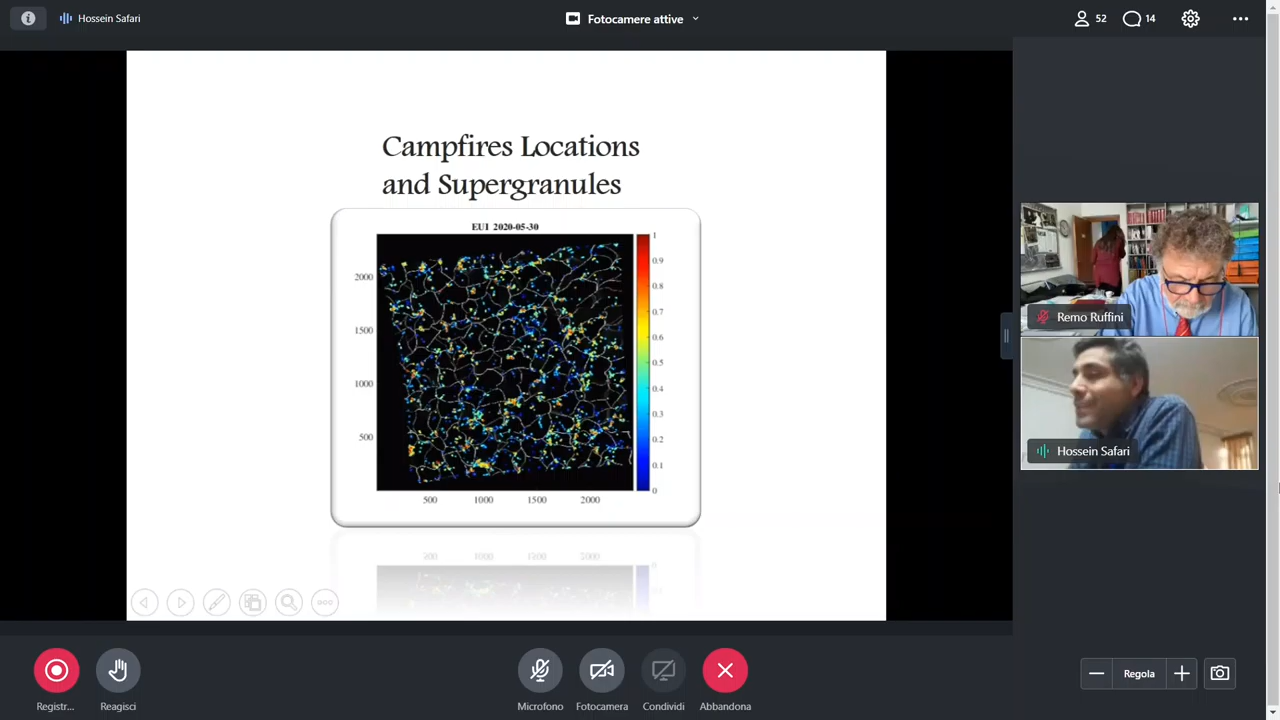 Hossein Safari
Fotocamere attive
52
14
Campfires Locations
and Supergranules
EUI 2020-05-30
2000
1500
1000
500
500 1000 1500 2000
1
0.9
0.8
0.7
0.6
0.5
0.4
0.3
0.2
0.1
0
Remo Ruffini
Hossein Safari
Registr...
Reagisci
Microfono
Fotocamera
Condividi
Abbandona
Regola